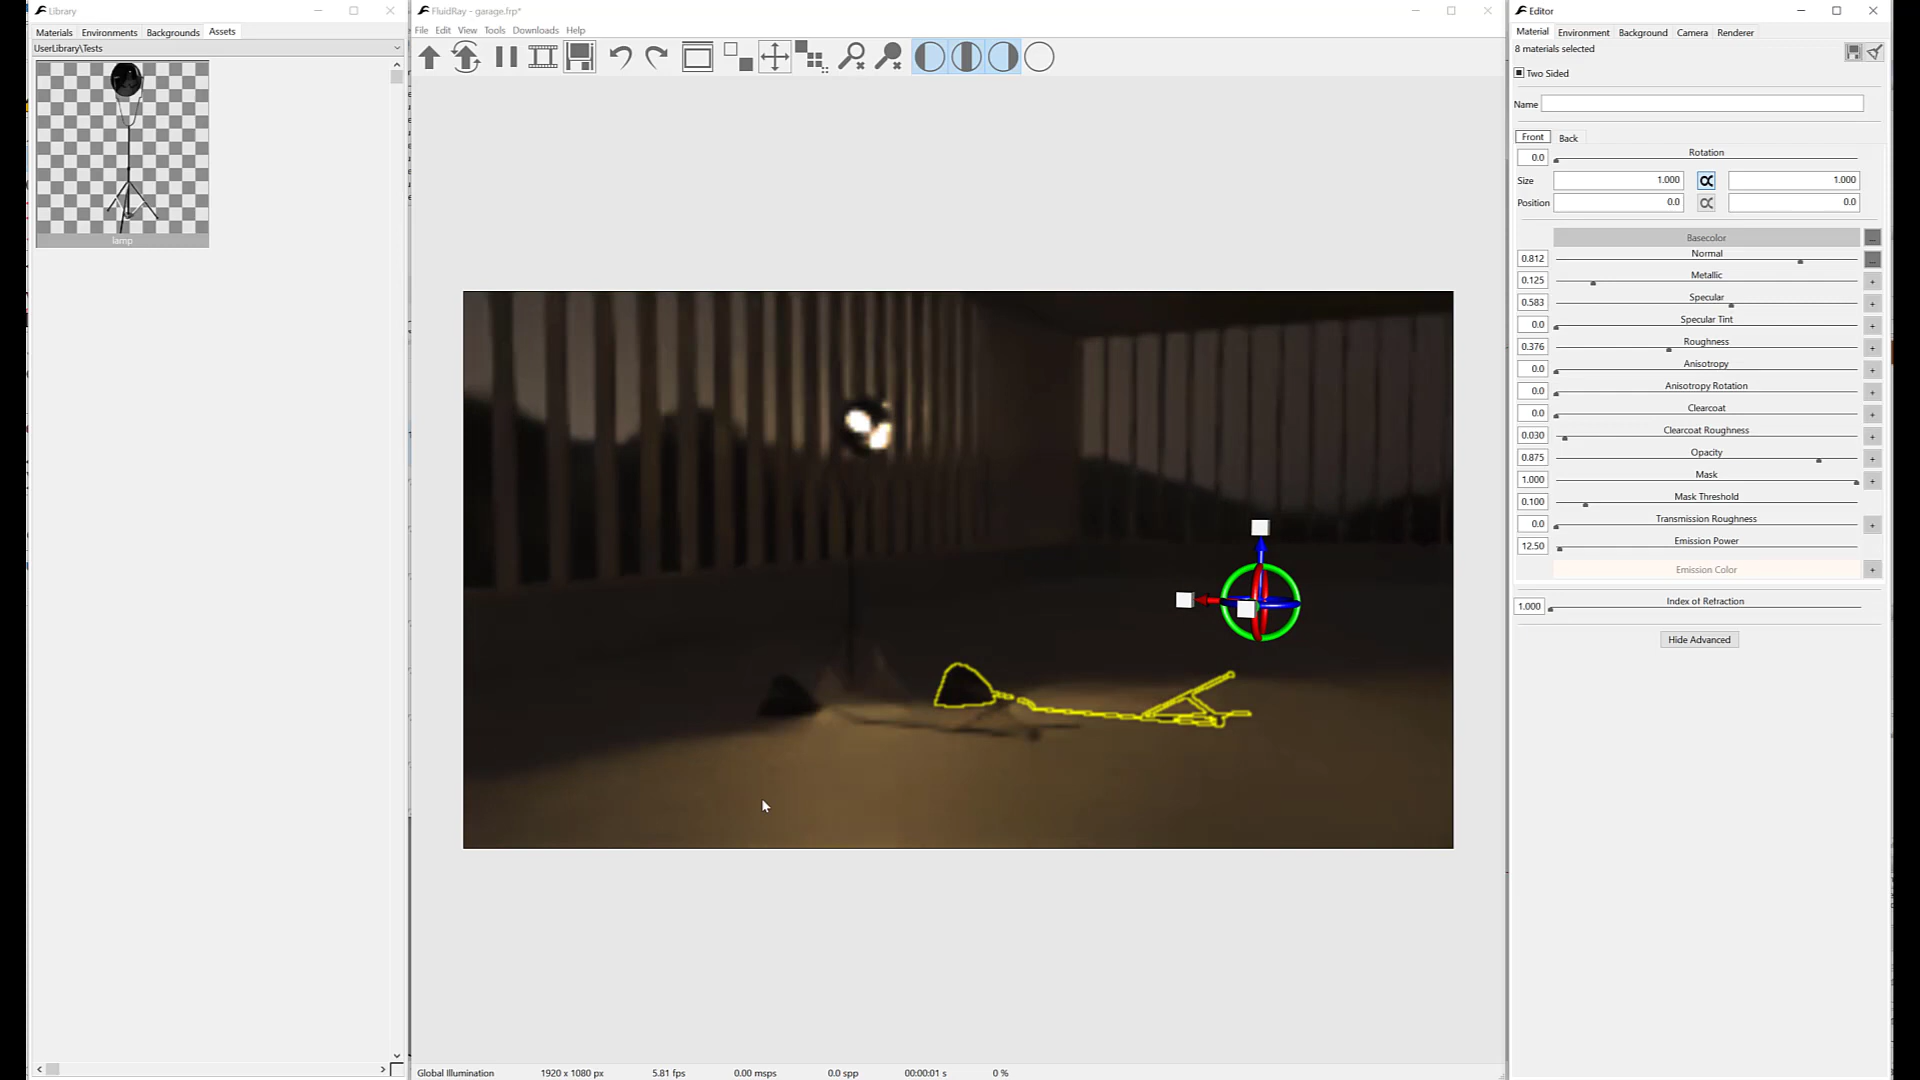 Library
Materials Environments Backgrounds Assets
UserLibrary\Tests
lamp
FluidRay - garage.frp*
File Edit View Tools Downloads Help
Global Illumination 1920 x 1080 px 5.81 fps 0.00 msps 0.0 spp 00:00:01 s 0 %
Editor
Material Environment Background Camera Renderer
8 materials selected
Two Sided
Name
Front Back
Rotation
0.0
Size 1.000 1.000
Position 0.0 0.0
Basecolor ...
Normal
0.812 ...
Metallic
0.125 +
Specular
0.583 +
Specular Tint
0.0 +
Roughness
0.376 +
Anisotropy
0.0 +
Anisotropy Rotation
0.0 +
Clearcoat
0.0 +
Clearcoat Roughness
0.030 +
Opacity
0.875 +
Mask
1.000 +
Mask Threshold
0.100
Transmission Roughness
0.0 +
Emission Power
12.50
Emission Color +
Index of Refraction
1.000
Hide Advanced